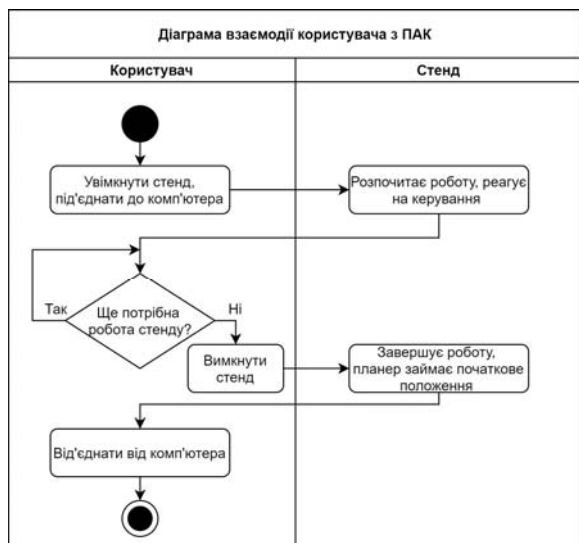 Діаграма взаємодії користувача з ПАК
Користувач
Стенд
Увімкнути стенд,
під'єднати до комп'ютера
Розпочитає роботу, реагує
на керування
Так
Ще потрібна
робота стенду?
Ні
Вимкнути
стенд
Завершує роботу,
планер займає початкове
положення
Від'єднати від комп'ютера